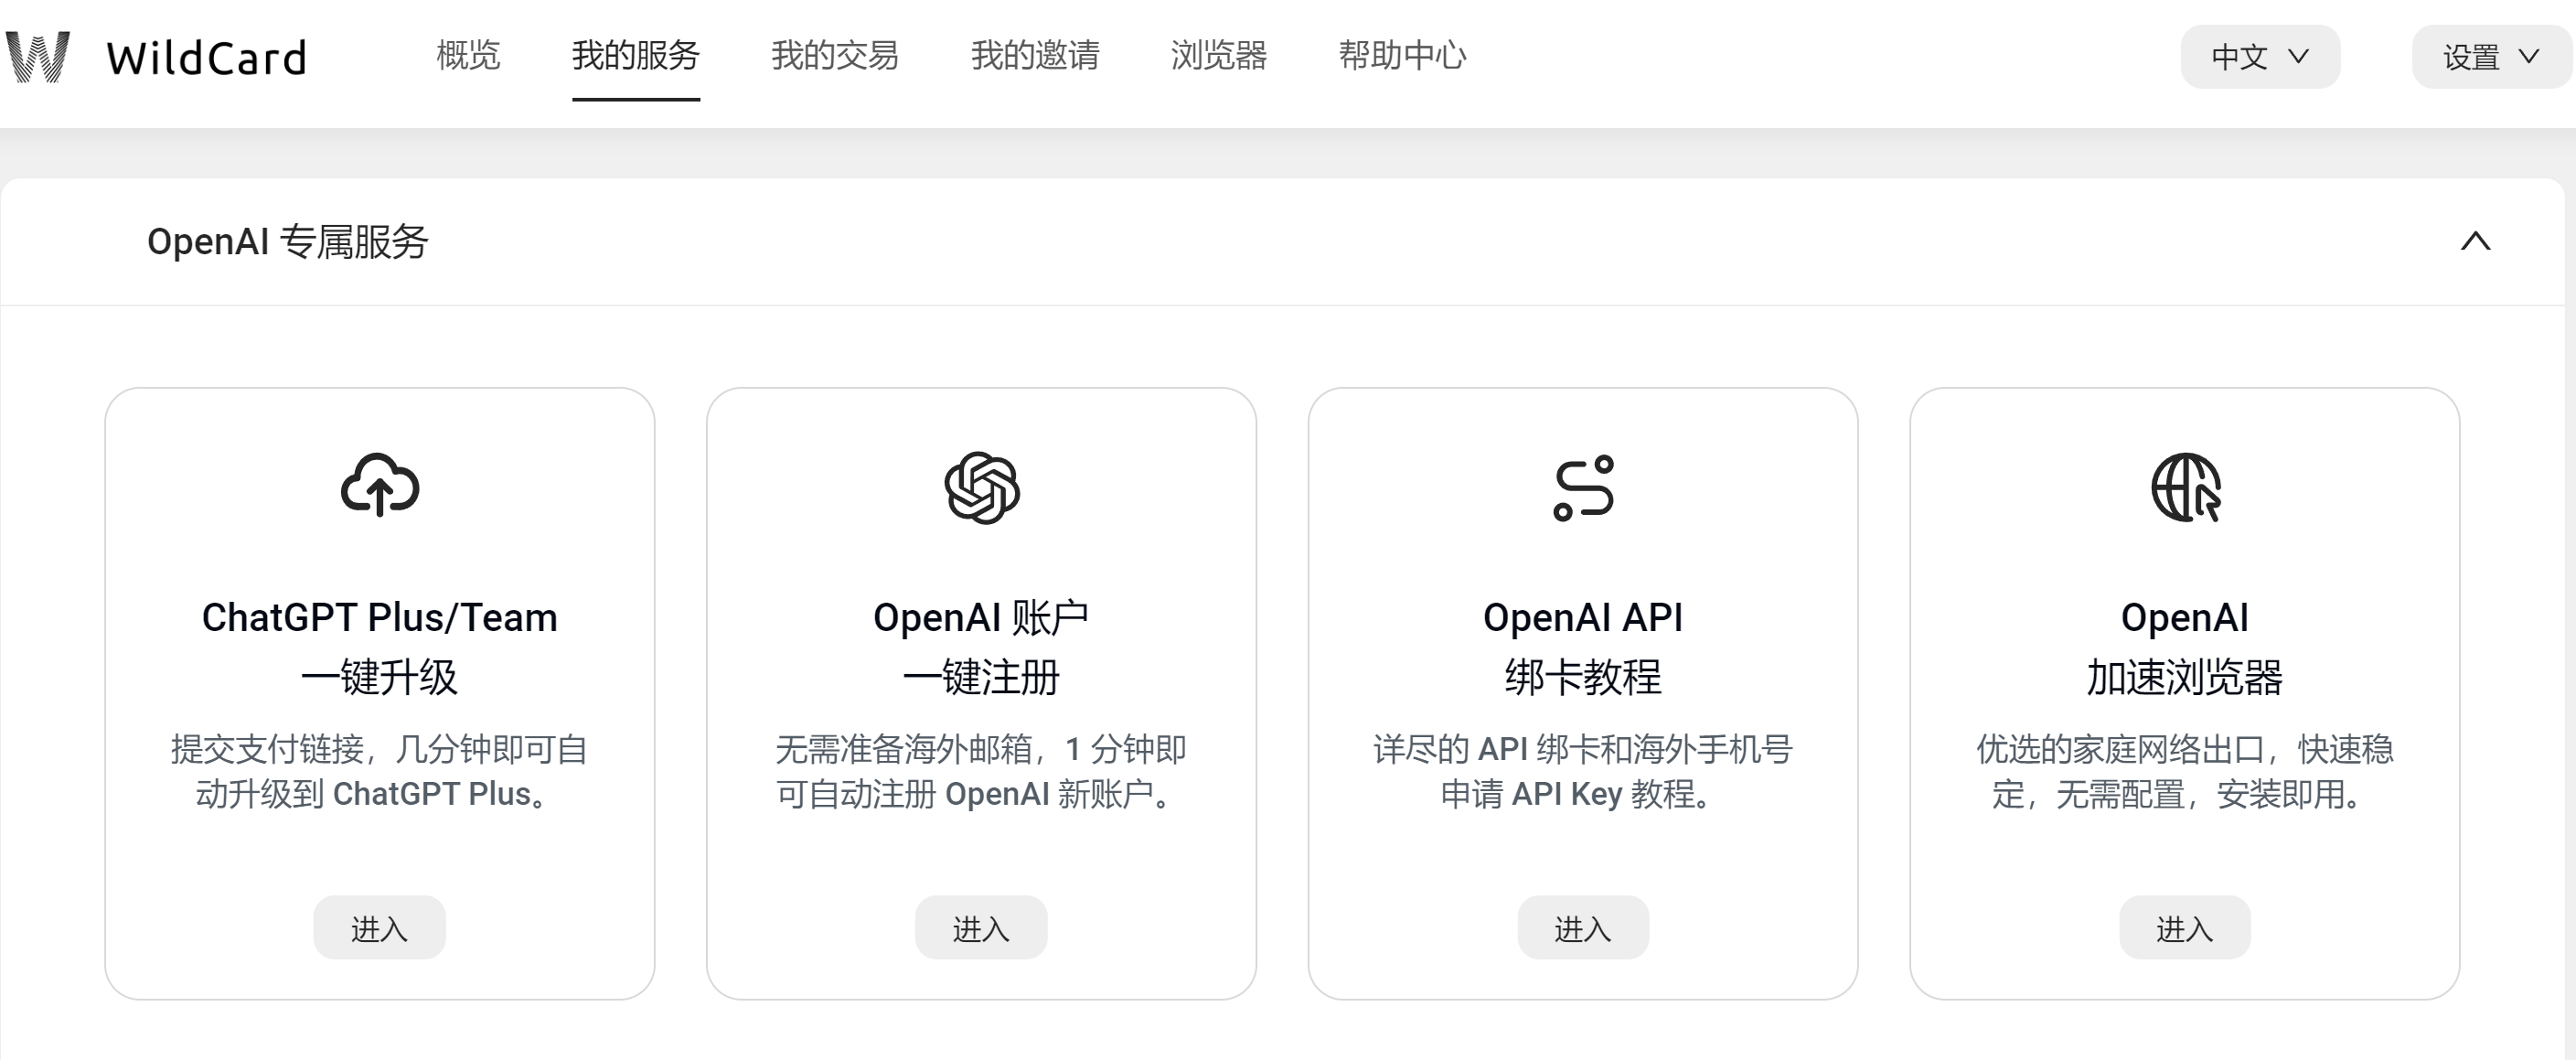 WildCard 概览 我的服务 我的交易 我的邀请 浏览器 帮助中心 中文 设置
OpenAI 专属服务
ChatGPT Plus/Team
一键升级
提交支付链接，几分钟即可自
动升级到 ChatGPT Plus。
进入
OpenAI 账户
一键注册
无需准备海外邮箱，1 分钟即
可自动注册 OpenAI 新账户。
进入
OpenAI API
绑卡教程
详尽的 API 绑卡和海外手机号
申请 API Key 教程。
进入
OpenAI
加速浏览器
优选的家庭网络出口，快速稳
定，无需配置，安装即用。
进入